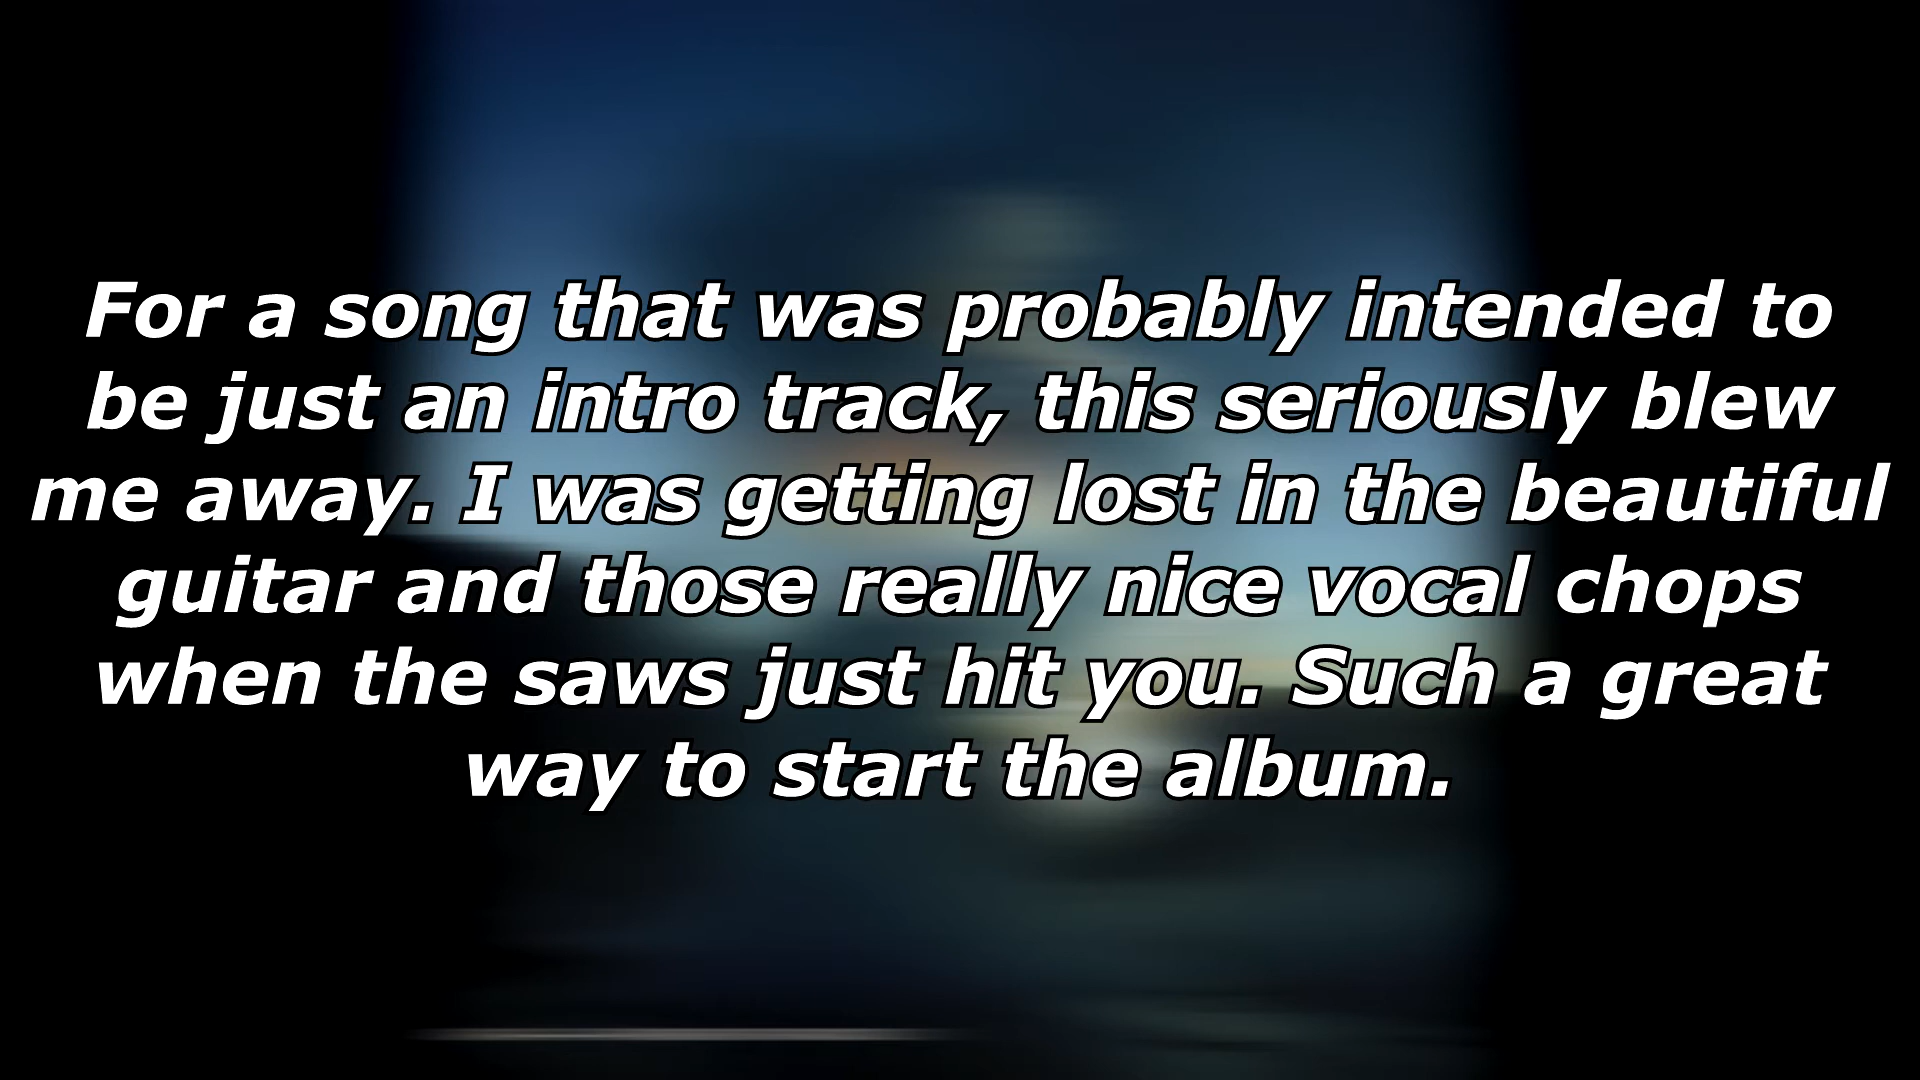 For a song that was probably intended to
be just an intro track, this seriously blew
me away. I was getting lost in the beautiful
guitar and those really nice vocal chops
when the saws just hit you. Such a great
way to start the album.